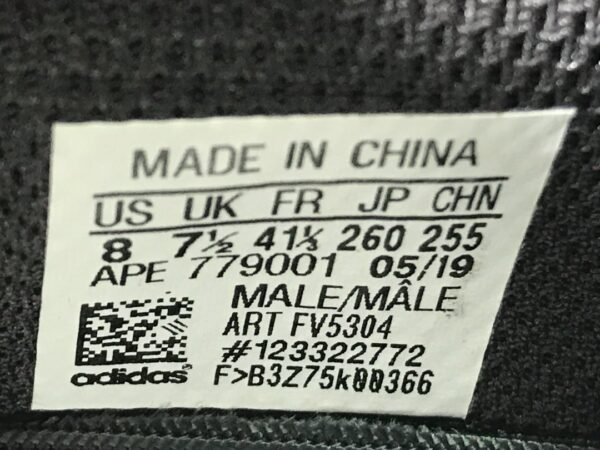 MADE IN CHINA
US UK FR JP CHN
8 7½ 41⅓ 260 255
APE 779001 05/19
MALE/MÂLE
ART FV5304
#123322772
adidas F>B3Z75k00366